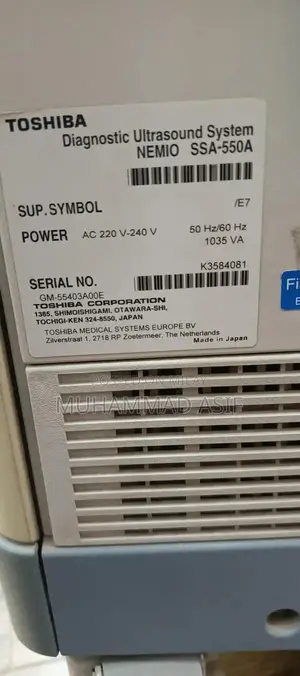 TOSHIBA
Diagnostic Ultrasound System
NEMIO SSA-550A
SUP. SYMBOL /E7
POWER AC 220 V-240 V 50 Hz/60 Hz
1035 VA
SERIAL NO. K3584081
GM-55403A00E
TOSHIBA CORPORATION
1385, SHIMOISHIGAMI, OTAWARA-SHI,
TOCHIGI-KEN 324-8550, JAPAN
TOSHIBA MEDICAL SYSTEMS EUROPE BV
Zilverstraat 1, 2718 RP Zoetermeer, The Netherlands
Made in Japan
MUHAMMAD ASIF